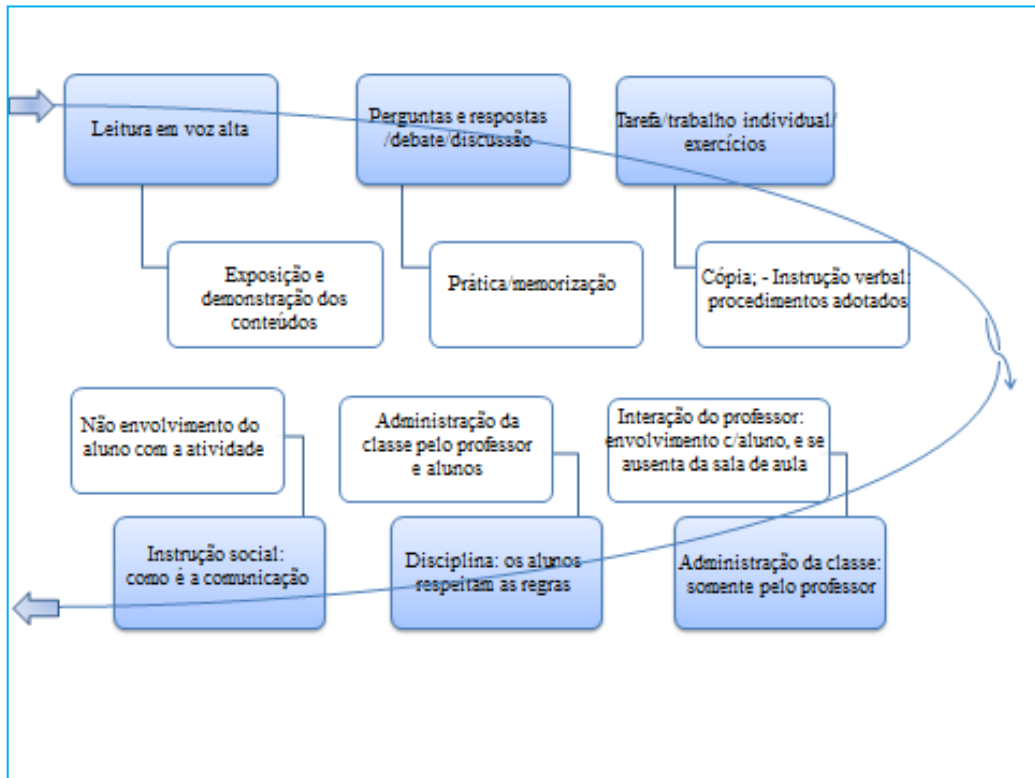 Leitura em voz alta
Perguntas e respostas
/debate/discussão
Tarefa/trabalho individual/
exercícios
Exposição e
demonstração dos
conteúdos
Prática/memorização
Cópia; - Instrução verbal:
procedimentos adotados
Não envolvimento do
aluno com a atividade
Administração da
classe pelo professor
e alunos
Interação do professor:
envolvimento c/aluno, e se
ausenta da sala de aula
Instrução social:
como é a comunicação
Disciplina: os alunos
respeitam as regras
Administração da classe:
somente pelo professor